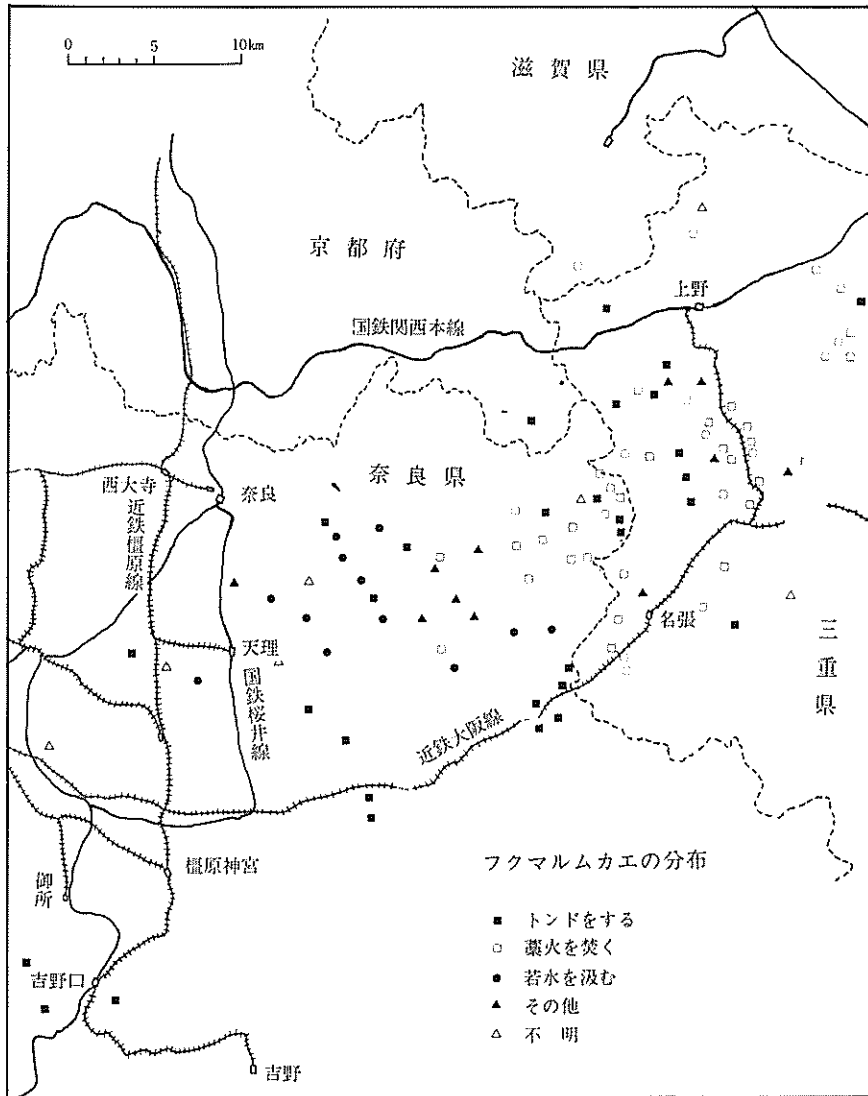 0 5 10km
滋賀県
京都府
上野
国鉄関西本線
西大寺
奈良
奈良県
近鉄橿原線
天理
国鉄桜井線
名張
三重県
近鉄大阪線
橿原神宮
御所
吉野口
吉野
フクマルムカエの分布
■ トンドをする
□ 藁火を焚く
● 若水を汲む
▲ その他
△ 不明